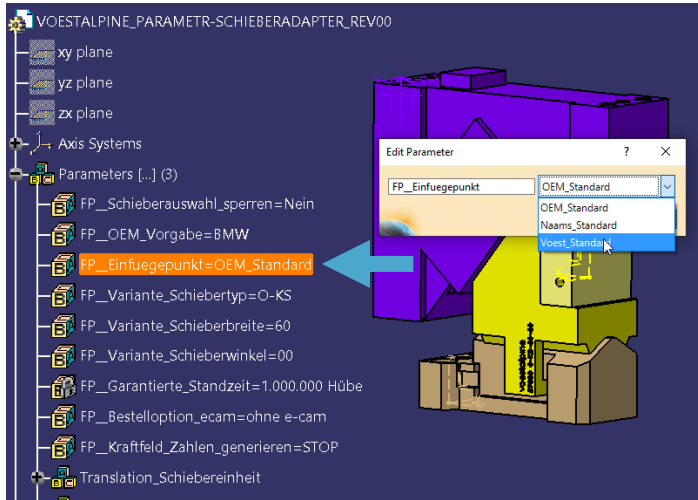 VOESTALPINE_PARAMETR-SCHIEBERADAPTER_REV00
xy plane
yz plane
zx plane
Axis Systems
Parameters [...] (3)
FP__Schieberauswahl_sperren=Nein
FP__OEM_Vorgabe=BMW
FP__Einfuegepunkt=OEM_Standard
FP__Variante_Schiebertyp=O-KS
FP__Variante_Schieberbreite=60
FP__Variante_Schieberwinkel=00
FP__Garantierte_Standzeit=1.000.000 Hübe
FP__Bestelloption_ecam=ohne e-cam
FP__Kraftfeld_Zahlen_generieren=STOP
Translation_Schiebereinheit
Edit Parameter
? X
FP__Einfuegepunkt
OEM_Standard
OEM_Standard
Naams_Standard
Voest_Standard
voestalpine